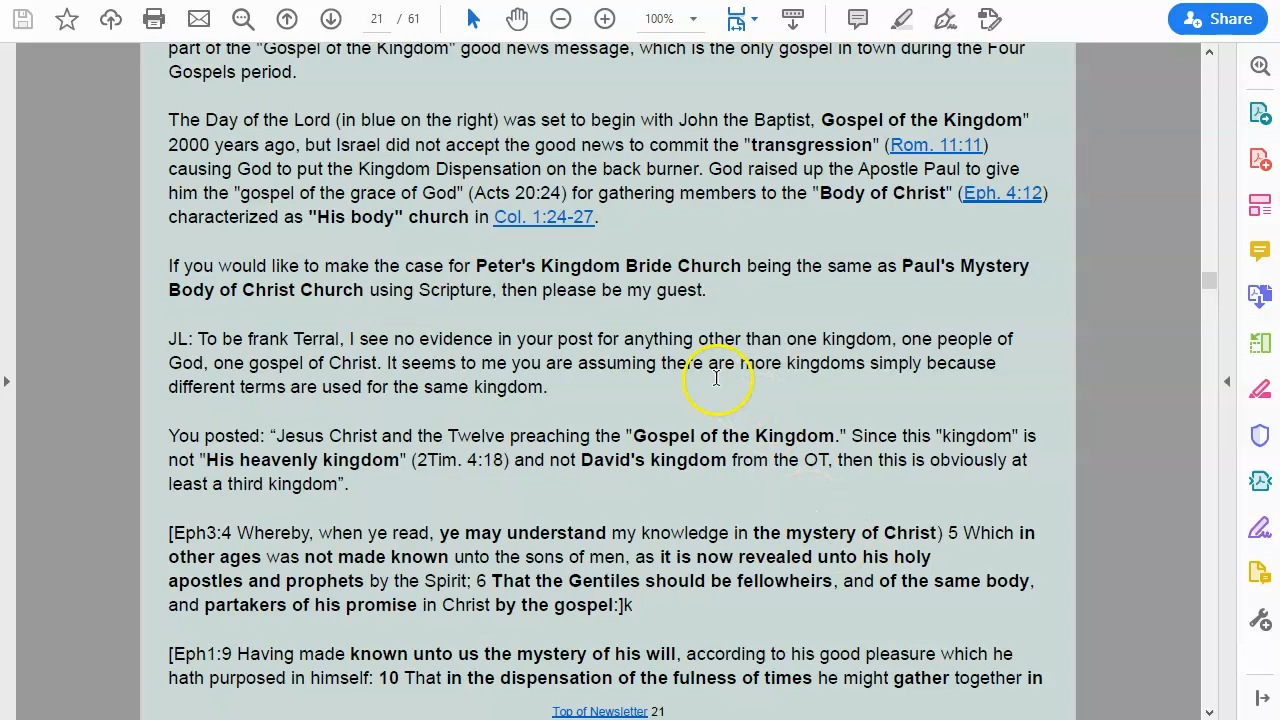 21 / 61
100%
Share
part of the "Gospel of the Kingdom" good news message, which is the only gospel in town during the Four
Gospels period.
The Day of the Lord (in blue on the right) was set to begin with John the Baptist, Gospel of the Kingdom"
2000 years ago, but Israel did not accept the good news to commit the "transgression" (Rom. 11:11)
causing God to put the Kingdom Dispensation on the back burner. God raised up the Apostle Paul to give
him the "gospel of the grace of God" (Acts 20:24) for gathering members to the "Body of Christ" (Eph. 4:12)
characterized as "His body" church in Col. 1:24-27.
If you would like to make the case for Peter's Kingdom Bride Church being the same as Paul's Mystery
Body of Christ Church using Scripture, then please be my guest.
JL: To be frank Terral, I see no evidence in your post for anything other than one kingdom, one people of
God, one gospel of Christ. It seems to me you are assuming there are more kingdoms simply because
different terms are used for the same kingdom.
You posted: “Jesus Christ and the Twelve preaching the "Gospel of the Kingdom." Since this "kingdom" is
not "His heavenly kingdom" (2Tim. 4:18) and not David's kingdom from the OT, then this is obviously at
least a third kingdom”.
[Eph3:4 Whereby, when ye read, ye may understand my knowledge in the mystery of Christ) 5 Which in
other ages was not made known unto the sons of men, as it is now revealed unto his holy
apostles and prophets by the Spirit; 6 That the Gentiles should be fellowheirs, and of the same body,
and partakers of his promise in Christ by the gospel:]k
[Eph1:9 Having made known unto us the mystery of his will, according to his good pleasure which he
hath purposed in himself: 10 That in the dispensation of the fulness of times he might gather together in
Top of Newsletter 21